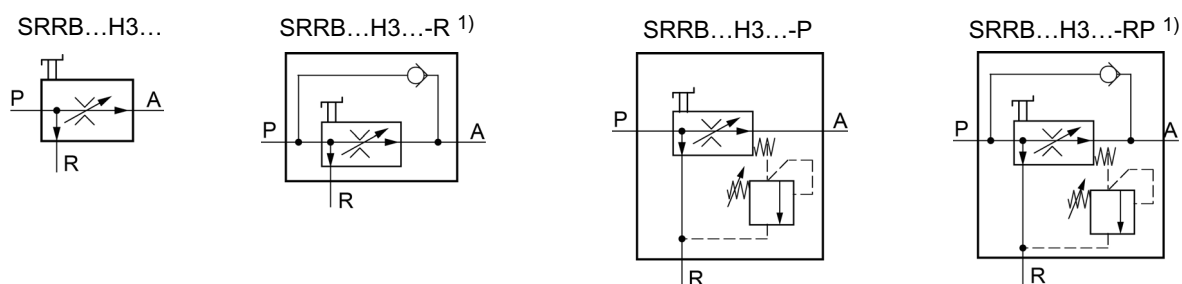 SRRB...H3...
P
A
R
SRRB...H3...-R 1)
P
A
R
SRRB...H3...-P
P
A
R
SRRB...H3...-RP 1)
P
A
R